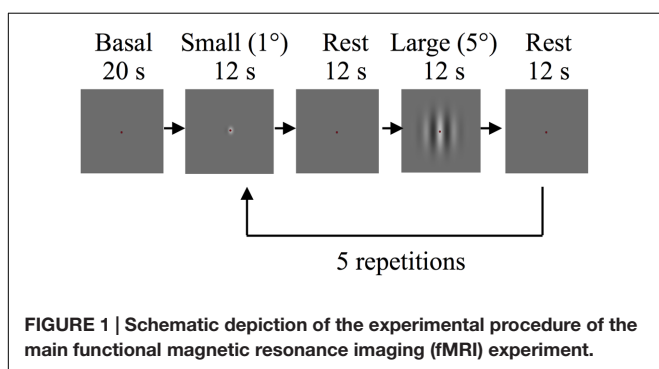 Basal Small (1°) Rest Large (5°) Rest
20 s 12 s 12 s 12 s 12 s
5 repetitions
FIGURE 1 | Schematic depiction of the experimental procedure of the
main functional magnetic resonance imaging (fMRI) experiment.